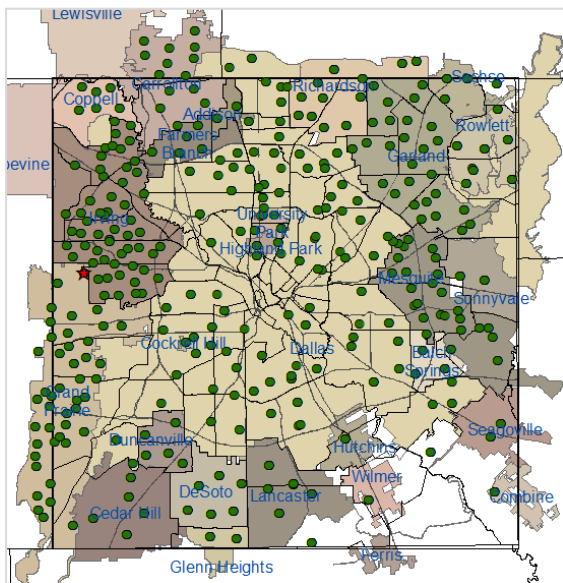 Lewisville
Carrollton
Sachse
Coppell
Richardson
Addison
Rowlett
Farmers
Branch
Garland
Irving
University
Park
Highland Park
Mesquite
Sunnyvale
Cockrell Hill
Dallas
Balch
Springs
Grand
Prairie
Seagoville
Duncanville
Hutchins
Wilmer
DeSoto
Lancaster
Combine
Cedar Hill
Ferris
Glenn Heights